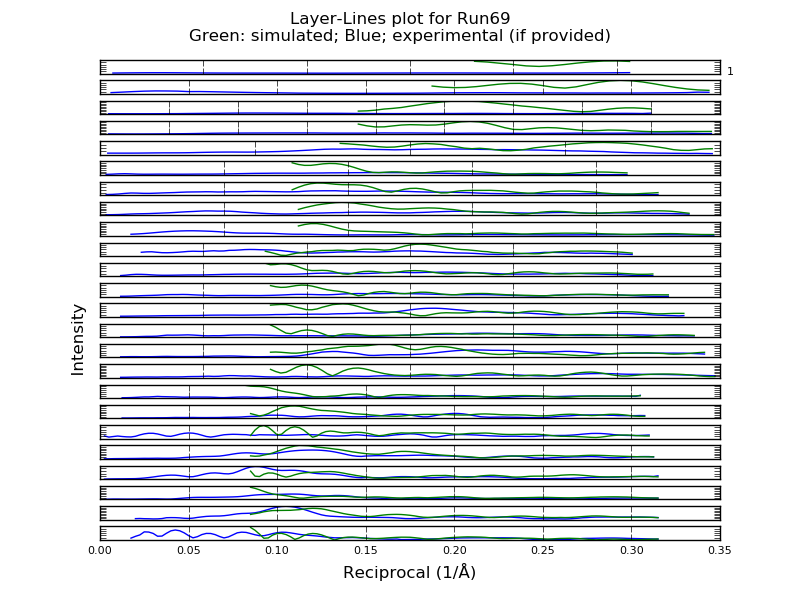 Layer-Lines plot for Run69
Green: simulated; Blue; experimental (if provided)
1
Intensity
0.00 0.05 0.10 0.15 0.20 0.25 0.30 0.35
Reciprocal (1/Å)